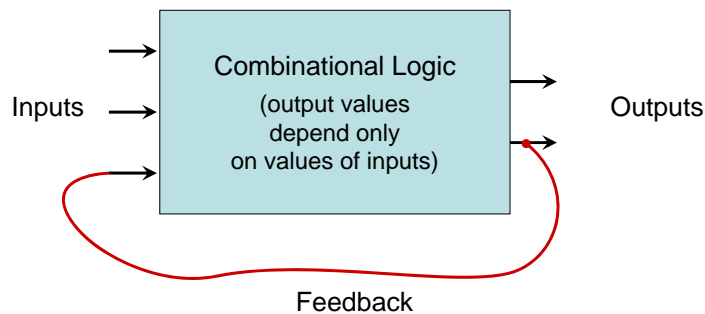 Combinational Logic
Inputs
(output values
depend only
on values of inputs)
Outputs
Feedback